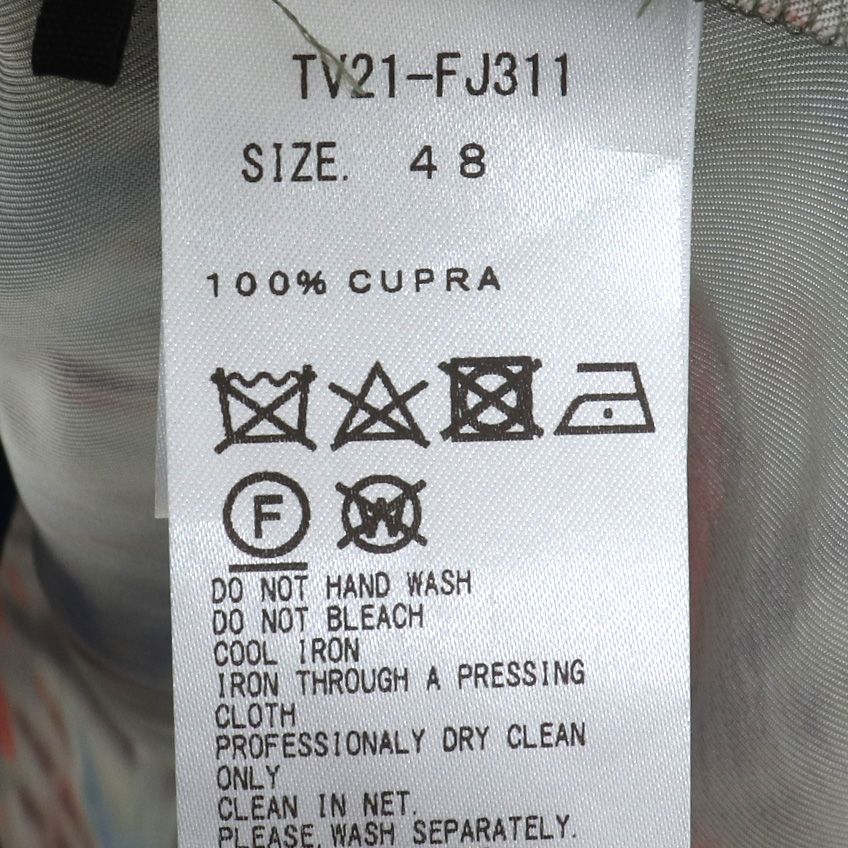 TV21-FJ311
SIZE. 48
100% CUPRA
F W
DO NOT HAND WASH
DO NOT BLEACH
COOL IRON
IRON THROUGH A PRESSING
CLOTH
PROFESSIONALY DRY CLEAN
ONLY
CLEAN IN NET.
PLEASE.WASH SEPARATELY.